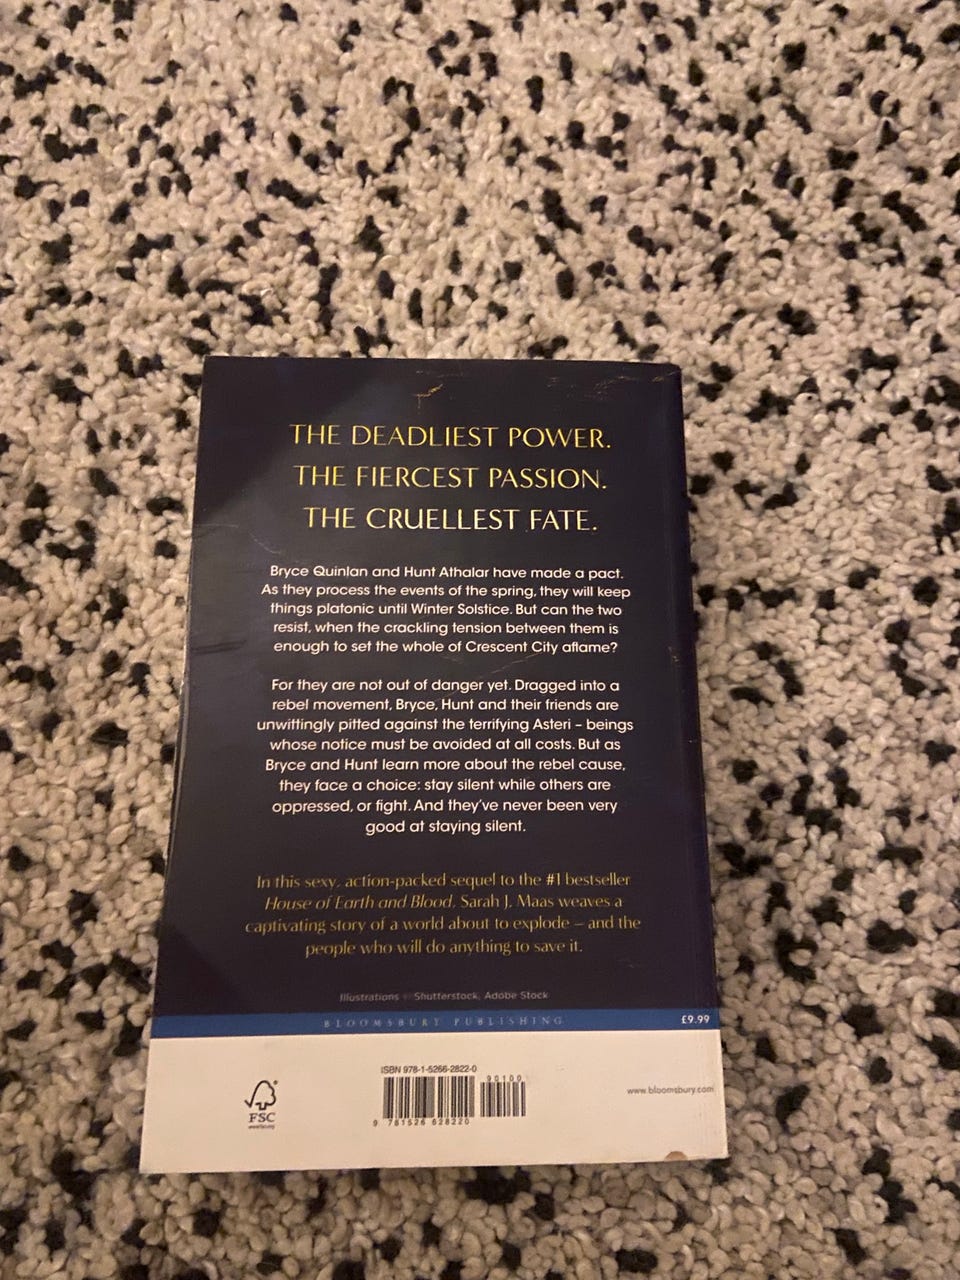 THE DEADLIEST POWER.
THE FIERCEST PASSION.
THE CRUELLEST FATE.
Bryce Quinlan and Hunt Athalar have made a pact.
As they process the events of the spring, they will keep
things platonic until Winter Solstice. But can the two
resist, when the crackling tension between them is
enough to set the whole of Crescent City aflame?
For they are not out of danger yet. Dragged into a
rebel movement, Bryce, Hunt and their friends are
unwittingly pitted against the terrifying Asteri – beings
whose notice must be avoided at all costs. But as
Bryce and Hunt learn more about the rebel cause,
they face a choice: stay silent while others are
oppressed, or fight. And they've never been very
good at staying silent.
In this sexy, action-packed sequel to the #1 bestseller
House of Earth and Blood, Sarah J. Maas weaves a
captivating story of a world about to explode – and the
people who will do anything to save it.
Illustrations © Shutterstock, Adobe Stock
BLOOMSBURY PUBLISHING
£9.99
ISBN 978-1-5266-2822-0
90100
9 781526 628220
FSC
www.fsc.org
www.bloomsbury.com